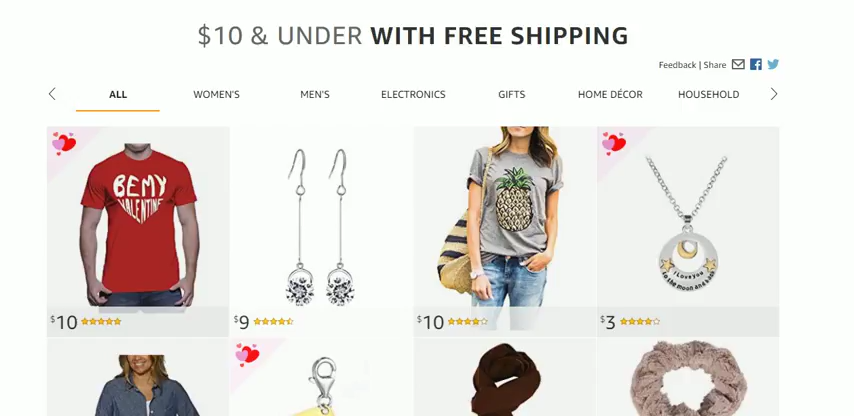 $10 & UNDER WITH FREE SHIPPING
Feedback | Share
ALL WOMEN'S MEN'S ELECTRONICS GIFTS HOME DÉCOR HOUSEHOLD
BE MY
VALENTINE
I Love you
to the moon and back
$10
$9
$10
$3